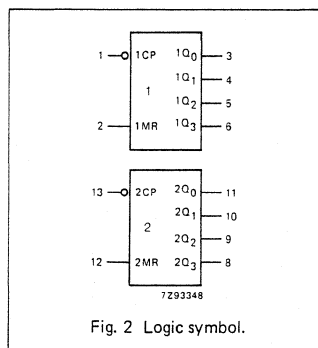 1 1CP 1Q0 3
1Q1 4
1
1Q2 5
2 1MR 1Q3 6
13 2CP 2Q0 11
2Q1 10
2
2Q2 9
12 2MR 2Q3 8
7Z93348
Fig. 2 Logic symbol.